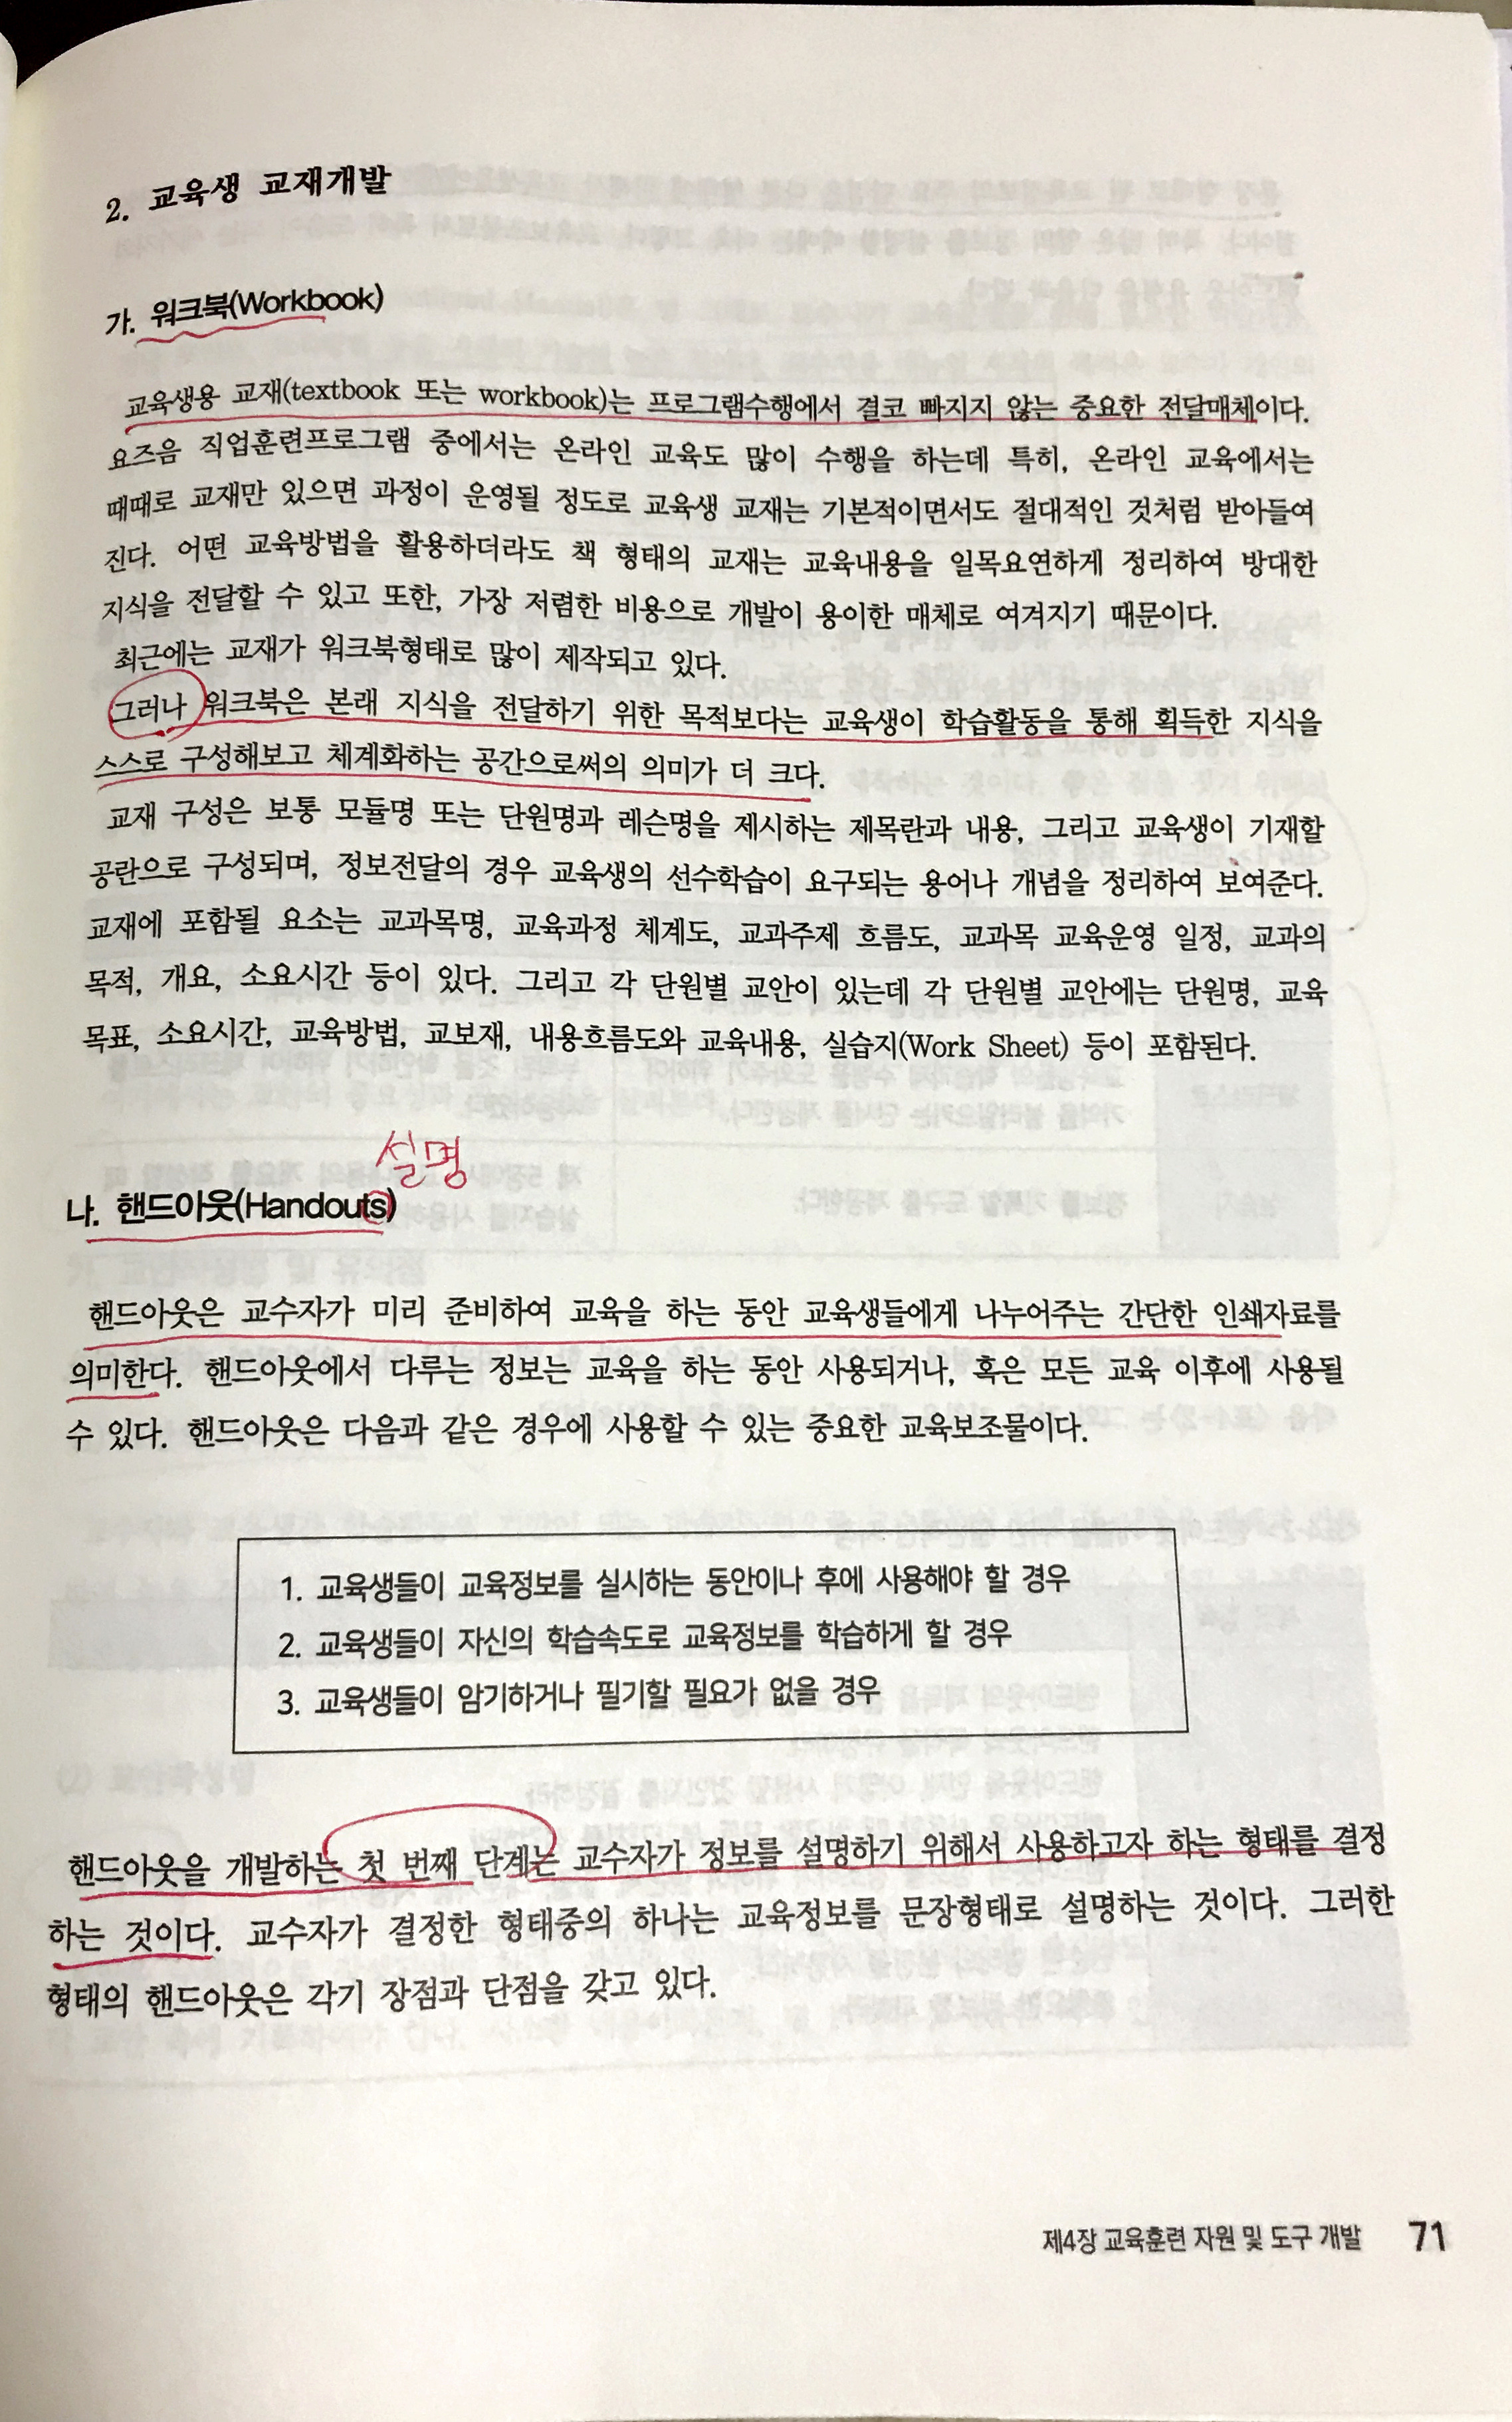 2. 교육생 교재개발
가. 워크북(Workbook)
교육생용 교재(textbook 또는 workbook)는 프로그램수행에서 결코 빠지지 않는 중요한 전달매체이다.
요즈음 직업훈련프로그램 중에서는 온라인 교육도 많이 수행을 하는데 특히, 온라인 교육에서는
때때로 교재만 있으면 과정이 운영될 정도로 교육생 교재는 기본적이면서도 절대적인 것처럼 받아들여
진다. 어떤 교육방법을 활용하더라도 책 형태의 교재는 교육내용을 일목요연하게 정리하여 방대한
지식을 전달할 수 있고 또한, 가장 저렴한 비용으로 개발이 용이한 매체로 여겨지기 때문이다.
최근에는 교재가 워크북형태로 많이 제작되고 있다.
그러나 워크북은 본래 지식을 전달하기 위한 목적보다는 교육생이 학습활동을 통해 획득한 지식을
스스로 구성해보고 체계화하는 공간으로써의 의미가 더 크다.
교재 구성은 보통 모듈명 또는 단원명과 레슨명을 제시하는 제목란과 내용, 그리고 교육생이 기재할
공란으로 구성되며, 정보전달의 경우 교육생의 선수학습이 요구되는 용어나 개념을 정리하여 보여준다.
교재에 포함될 요소는 교과목명, 교육과정 체계도, 교과주제 흐름도, 교과목 교육운영 일정, 교과의
목적, 개요, 소요시간 등이 있다. 그리고 각 단원별 교안이 있는데 각 단원별 교안에는 단원명, 교육
목표, 소요시간, 교육방법, 교보재, 내용흐름도와 교육내용, 실습지(Work Sheet) 등이 포함된다.
설명
나. 핸드아웃(Handouts)
핸드아웃은 교수자가 미리 준비하여 교육을 하는 동안 교육생들에게 나누어주는 간단한 인쇄자료를
의미한다. 핸드아웃에서 다루는 정보는 교육을 하는 동안 사용되거나, 혹은 모든 교육 이후에 사용될
수 있다. 핸드아웃은 다음과 같은 경우에 사용할 수 있는 중요한 교육보조물이다.
1. 교육생들이 교육정보를 실시하는 동안이나 후에 사용해야 할 경우
2. 교육생들이 자신의 학습속도로 교육정보를 학습하게 할 경우
3. 교육생들이 암기하거나 필기할 필요가 없을 경우
핸드아웃을 개발하는 첫 번째 단계는 교수자가 정보를 설명하기 위해서 사용하고자 하는 형태를 결정
하는 것이다. 교수자가 결정한 형태중의 하나는 교육정보를 문장형태로 설명하는 것이다. 그러한
형태의 핸드아웃은 각기 장점과 단점을 갖고 있다.
제4장 교육훈련 자원 및 도구 개발 71